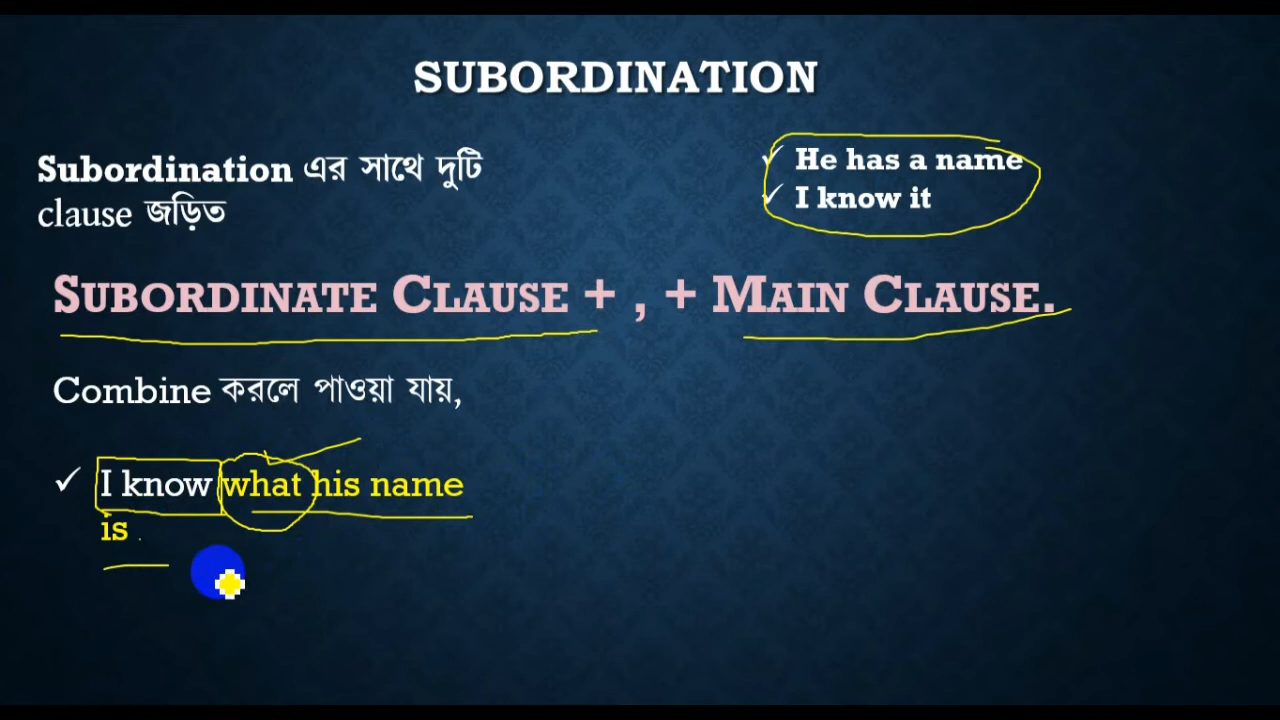 SUBORDINATION
Subordination এর সাথে দুটি
clause জড়িত
✓ He has a name
✓ I know it
SUBORDINATE CLAUSE + , + MAIN CLAUSE.
Combine করলে পাওয়া যায়,
✓ I know what his name
is .